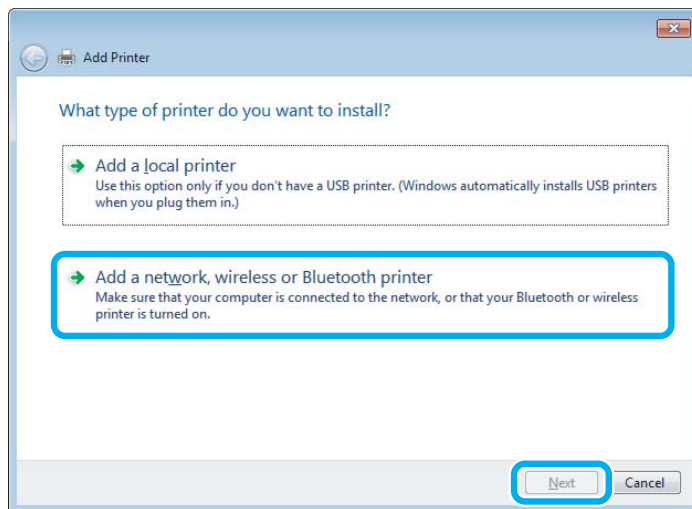 Add Printer
What type of printer do you want to install?
Add a local printer
Use this option only if you don't have a USB printer. (Windows automatically installs USB printers
when you plug them in.)
Add a network, wireless or Bluetooth printer
Make sure that your computer is connected to the network, or that your Bluetooth or wireless
printer is turned on.
Next Cancel